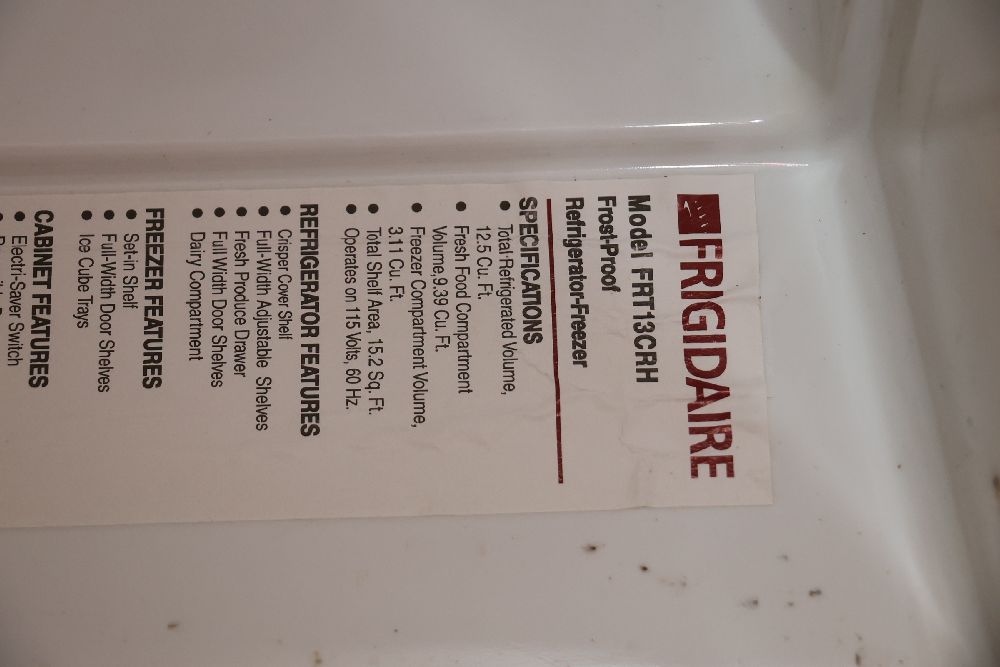 FRIGIDAIRE
Model FRT13CRH
Frost-Proof
Refrigerator-Freezer
SPECIFICATIONS
• Total Refrigerated Volume,
12.5 Cu. Ft.
• Fresh Food Compartment
Volume,9.39 Cu. Ft.
• Freezer Compartment Volume,
3.11 Cu. Ft.
• Total Shelf Area, 15.2 Sq. Ft.
• Operates on 115 Volts, 60 Hz.
REFRIGERATOR FEATURES
• Crisper Cover Shelf
• Full-Width Adjustable Shelves
• Fresh Produce Drawer
• Full Width Door Shelves
• Dairy Compartment
FREEZER FEATURES
• Set-in Shelf
• Full-Width Door Shelves
• Ice Cube Trays
CABINET FEATURES
• Electri-Saver Switch